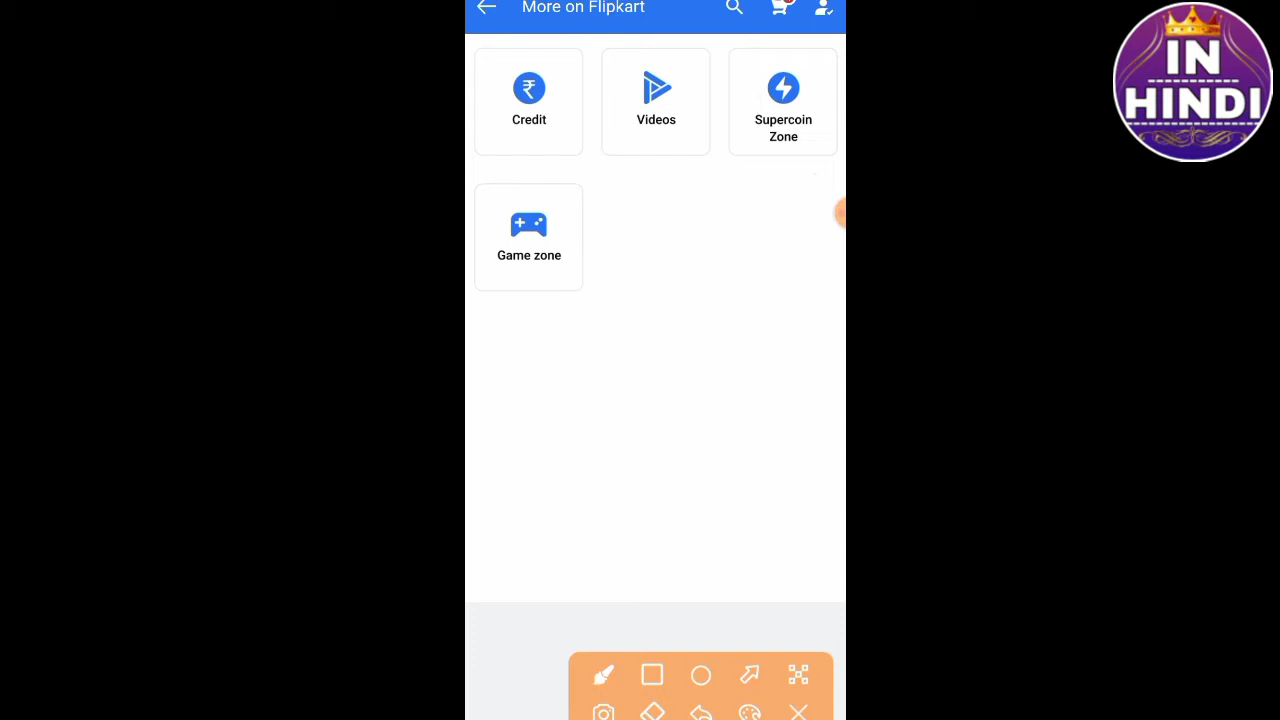 More on Flipkart
Credit
Videos
Supercoin
Zone
Game zone
IN
HINDI